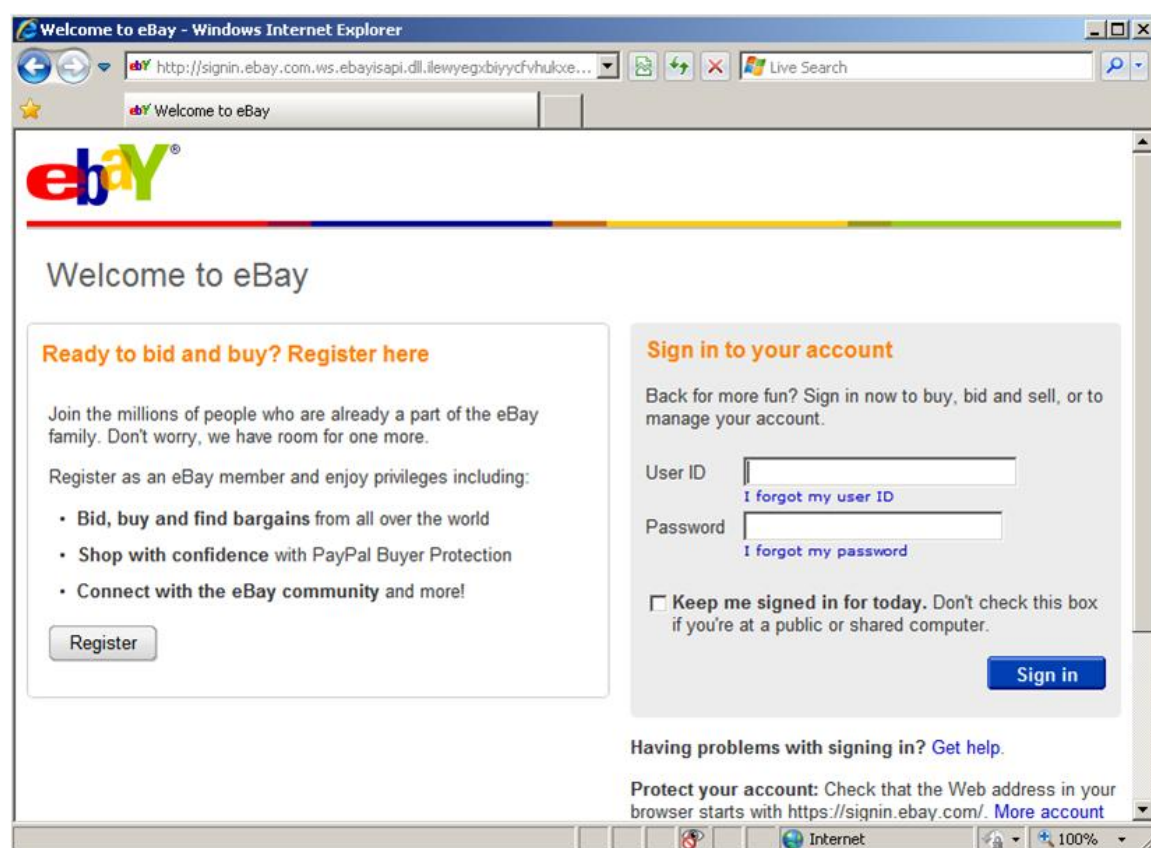 Welcome to eBay - Windows Internet Explorer
http://signin.ebay.com.ws.ebayisapi.dll.ilewyegxbiyycfvhukxe...
Live Search
Welcome to eBay
ebaY®
Welcome to eBay
Ready to bid and buy? Register here
Join the millions of people who are already a part of the eBay
family. Don't worry, we have room for one more.
Register as an eBay member and enjoy privileges including:
• Bid, buy and find bargains from all over the world
• Shop with confidence with PayPal Buyer Protection
• Connect with the eBay community and more!
Register
Sign in to your account
Back for more fun? Sign in now to buy, bid and sell, or to
manage your account.
User ID
I forgot my user ID
Password
I forgot my password
Keep me signed in for today. Don't check this box
if you're at a public or shared computer.
Sign in
Having problems with signing in? Get help.
Protect your account: Check that the Web address in your
browser starts with https://signin.ebay.com/. More account
Internet
100%